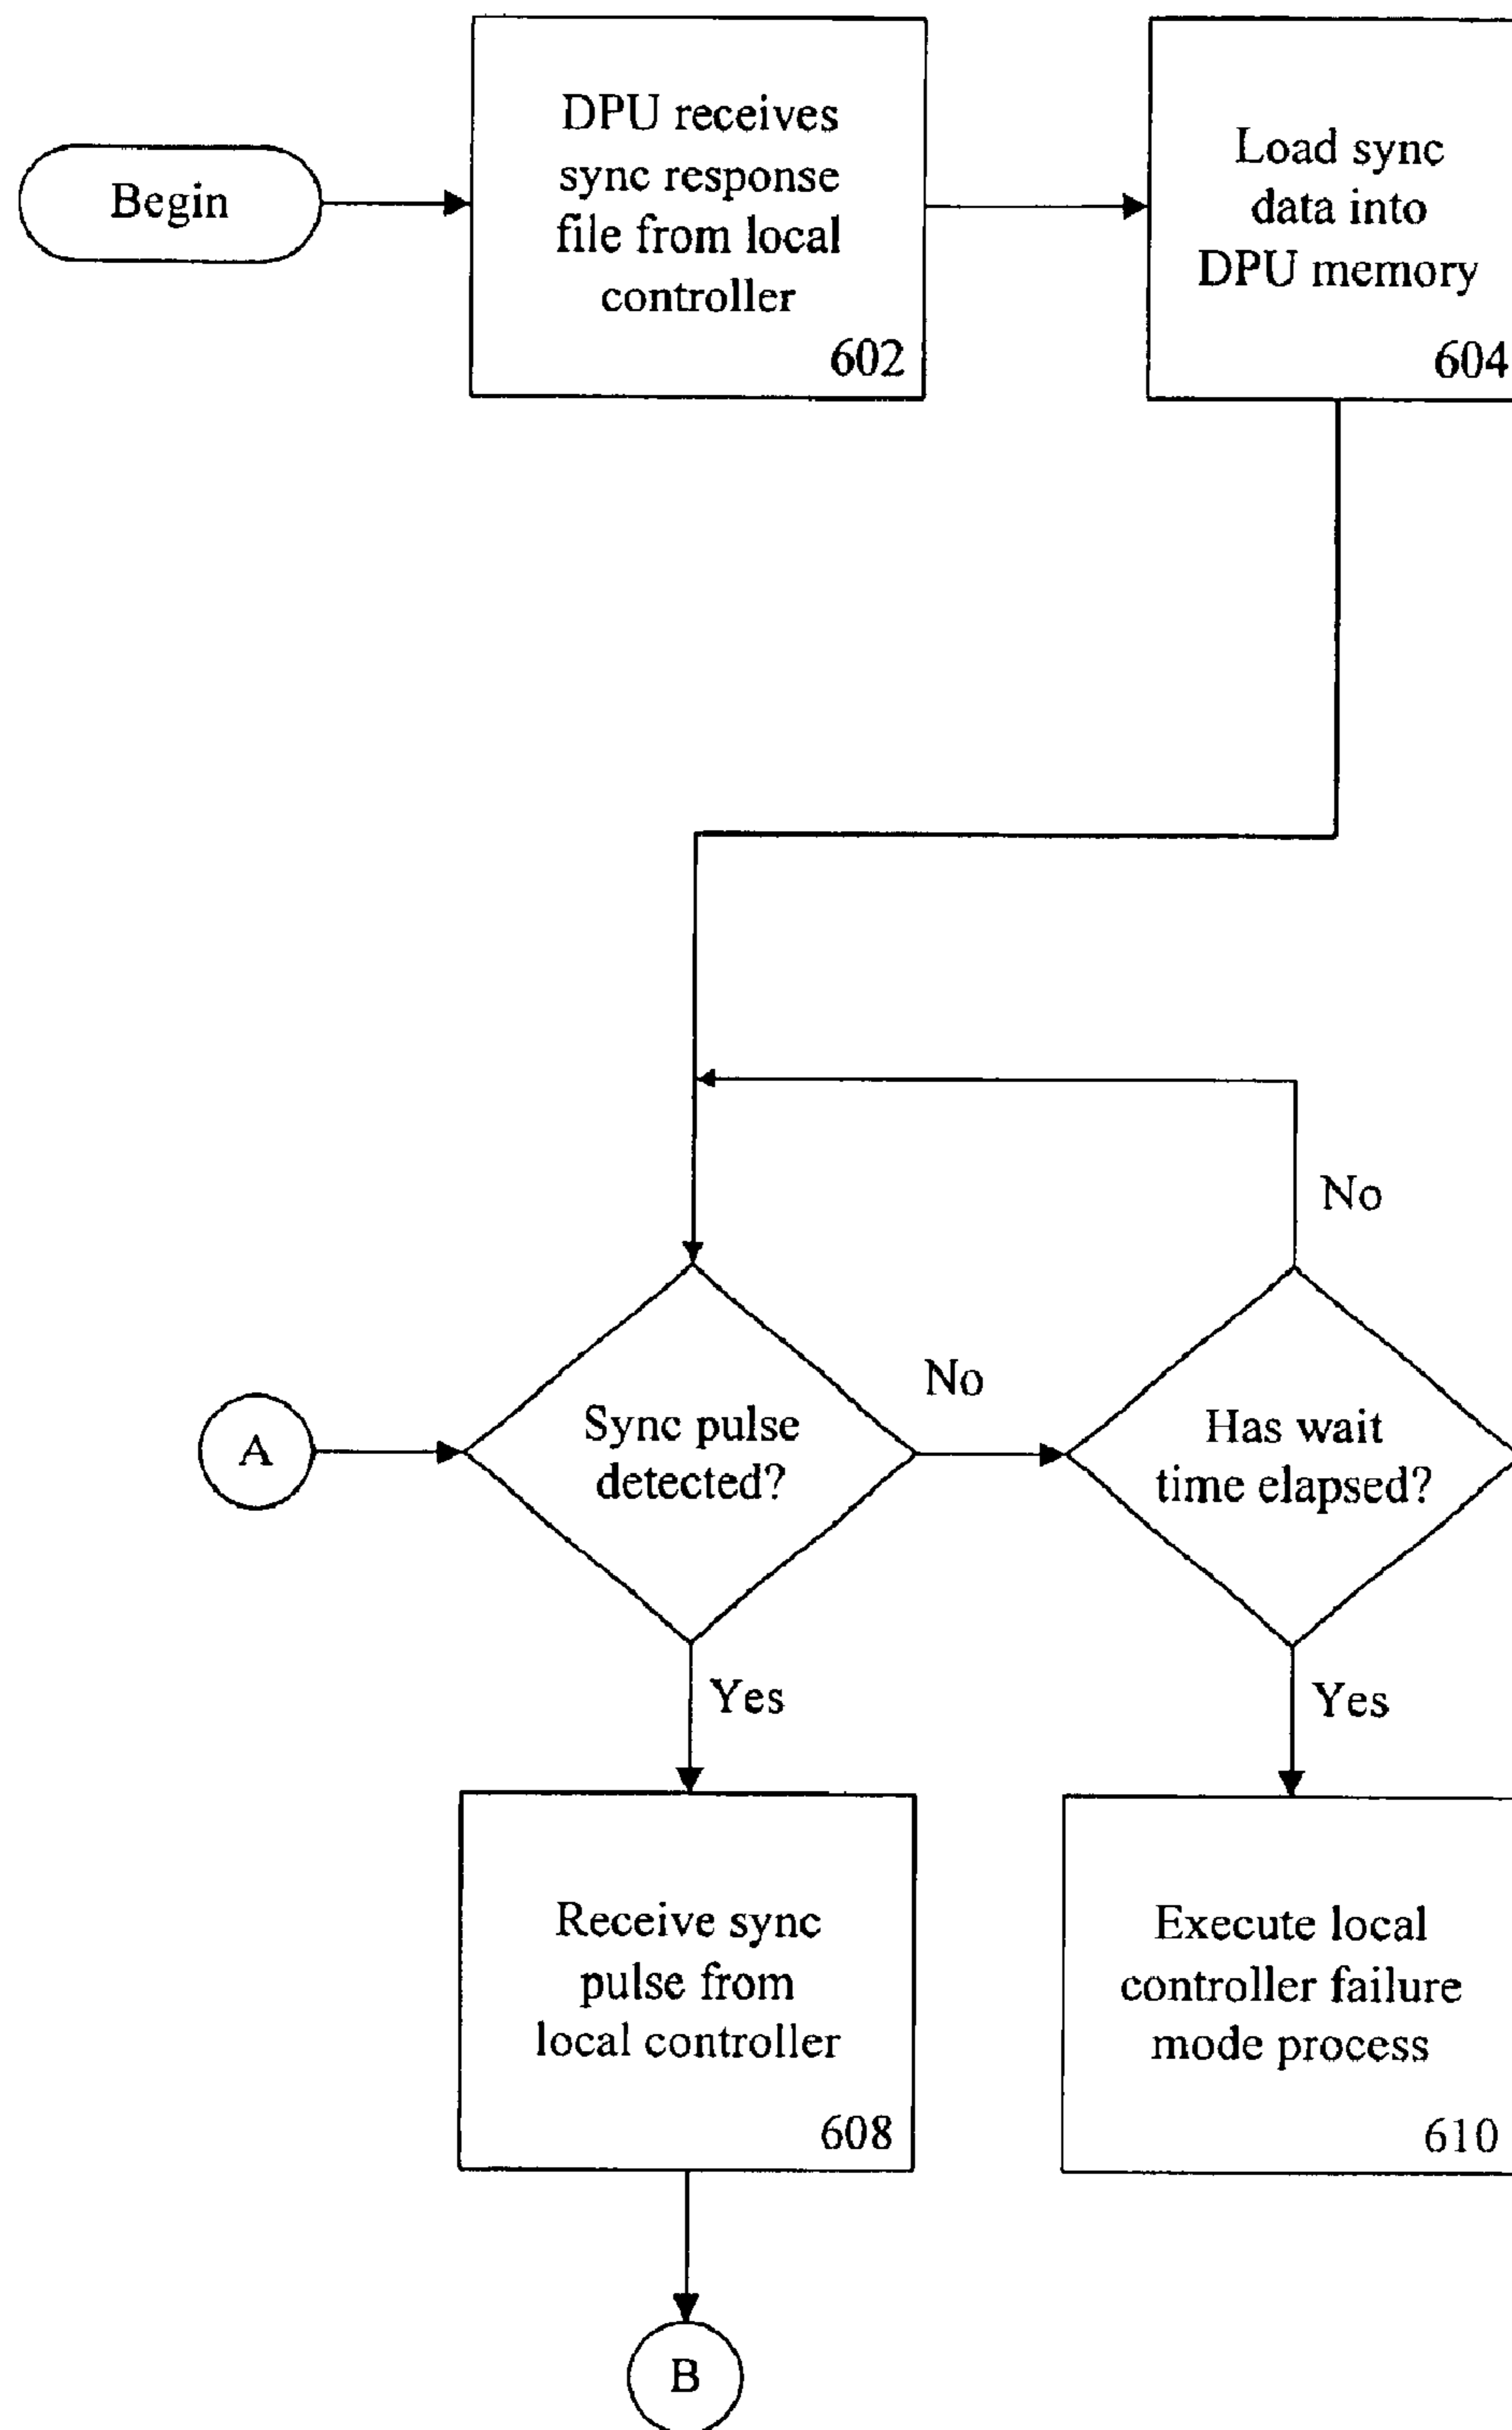 Begin
DPU receives
sync response
file from local
controller
602
Load sync
data into
DPU memory
604
No
A
Sync pulse
detected?
No
Has wait
time elapsed?
Yes
Yes
Receive sync
pulse from
local controller
608
Execute local
controller failure
mode process
610
B